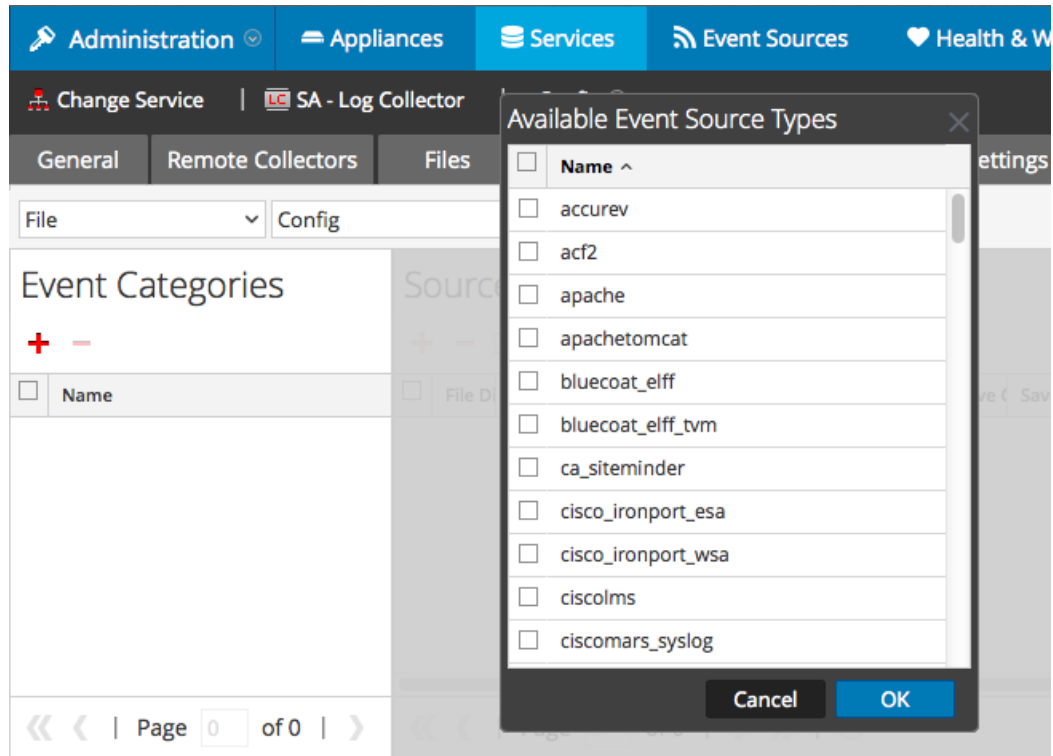 Administration Appliances Services Event Sources Health & W
Change Service | LC SA - Log Collector
Available Event Source Types
General Remote Collectors Files ettings
Name
File Config
accurev
acf2
Event Categories Source
apache
apachetomcat
bluecoat_elff
Name File Di Sav
bluecoat_elff_tvm
ca_siteminder
cisco_ironport_esa
cisco_ironport_wsa
ciscolms
ciscomars_syslog
Cancel OK
Page 0 of 0 |